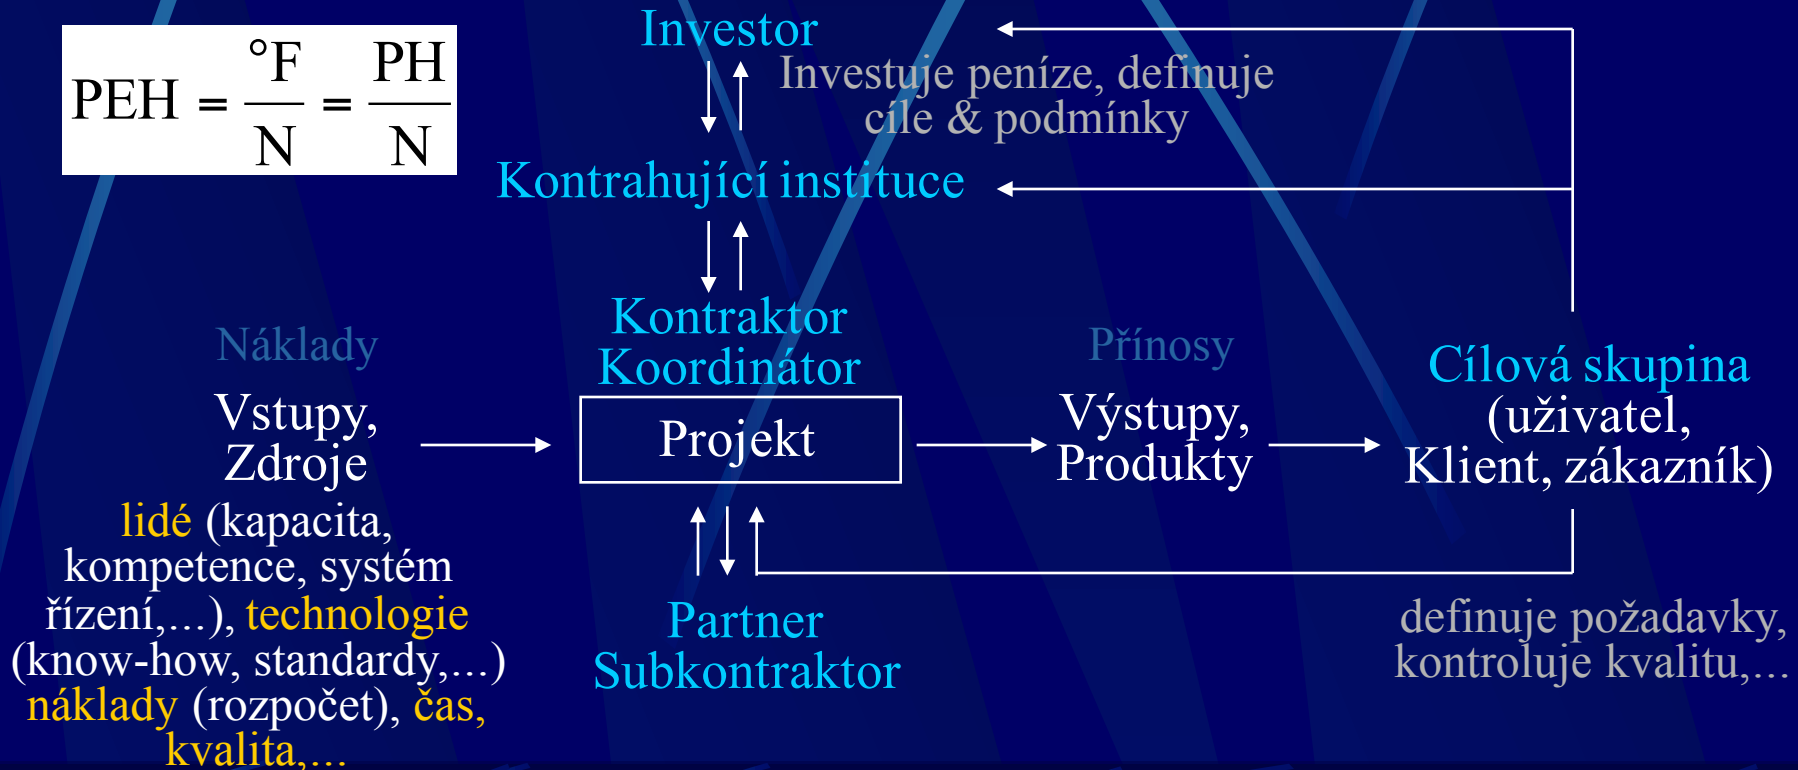 PEH = °F/N = PH/N
Investor
Investuje peníze, definuje
cíle & podmínky
Kontrahující instituce
Kontraktor
Koordinátor
Náklady
Vstupy,
Zdroje
Projekt
Přínosy
Výstupy,
Produkty
Cílová skupina
(uživatel,
Klient, zákazník)
lidé (kapacita,
kompetence, systém
řízení,...), technologie
(know-how, standardy,...)
náklady (rozpočet), čas,
kvalita,...
Partner
Subkontraktor
definuje požadavky,
kontroluje kvalitu,...